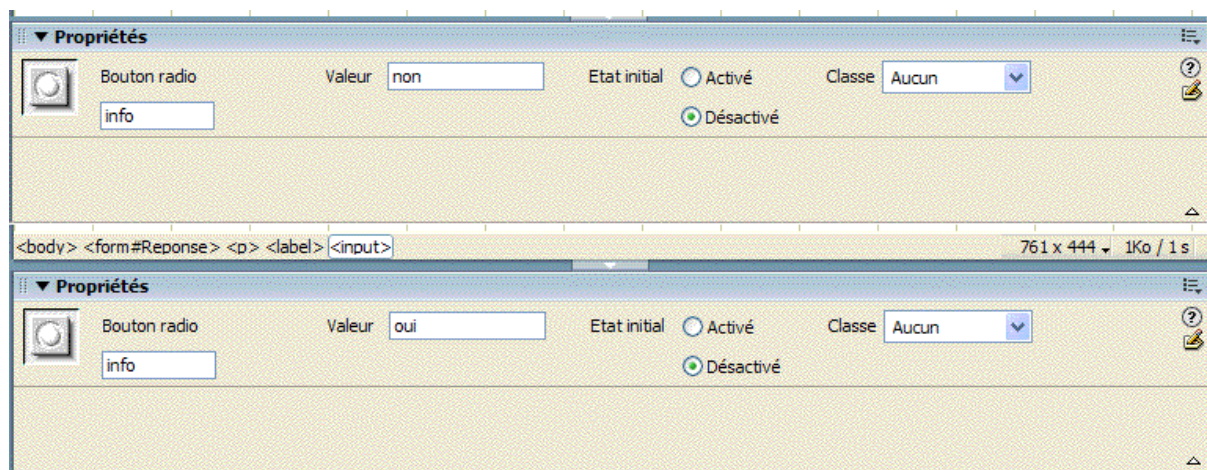 Propriétés
Bouton radio Valeur non Etat initial Activé Classe Aucun
info Désactivé
<body> <form#Reponse> <p> <label> <input> 761 x 444 1Ko / 1 s
Propriétés
Bouton radio Valeur oui Etat initial Activé Classe Aucun
info Désactivé